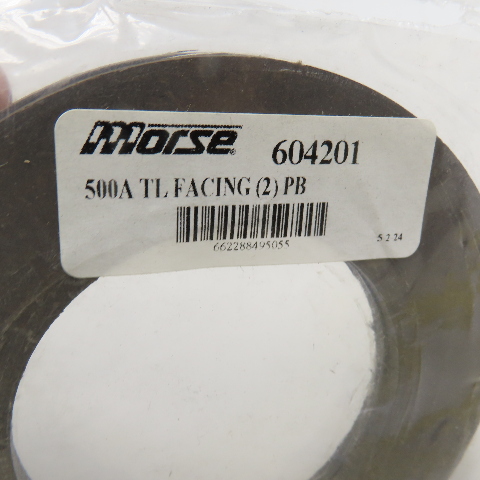 Morse 604201
500A TL FACING (2) PB
662288495055
5 2 24